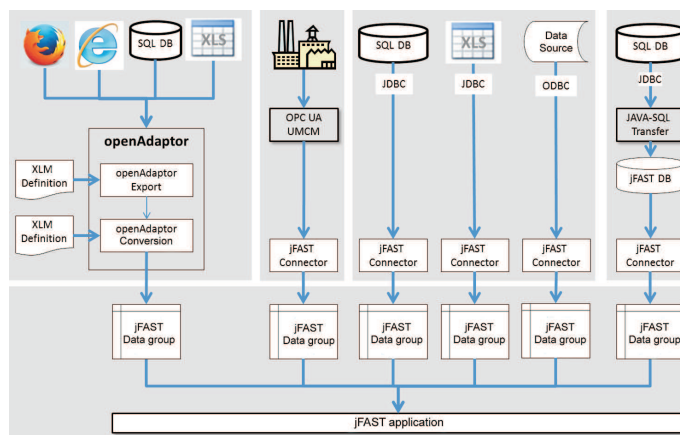 SQL DB
XLS
openAdaptor
XLM
Definition
openAdaptor
Export
XLM
Definition
openAdaptor
Conversion
OPC UA
UMCM
jFAST
Connector
SQL DB
JDBC
jFAST
Connector
XLS
JDBC
jFAST
Connector
Data
Source
ODBC
jFAST
Connector
SQL DB
JDBC
JAVA-SQL
Transfer
jFAST DB
jFAST
Connector
jFAST
Data group
jFAST
Data group
jFAST
Data group
jFAST
Data group
jFAST
Data group
jFAST
Data group
jFAST application